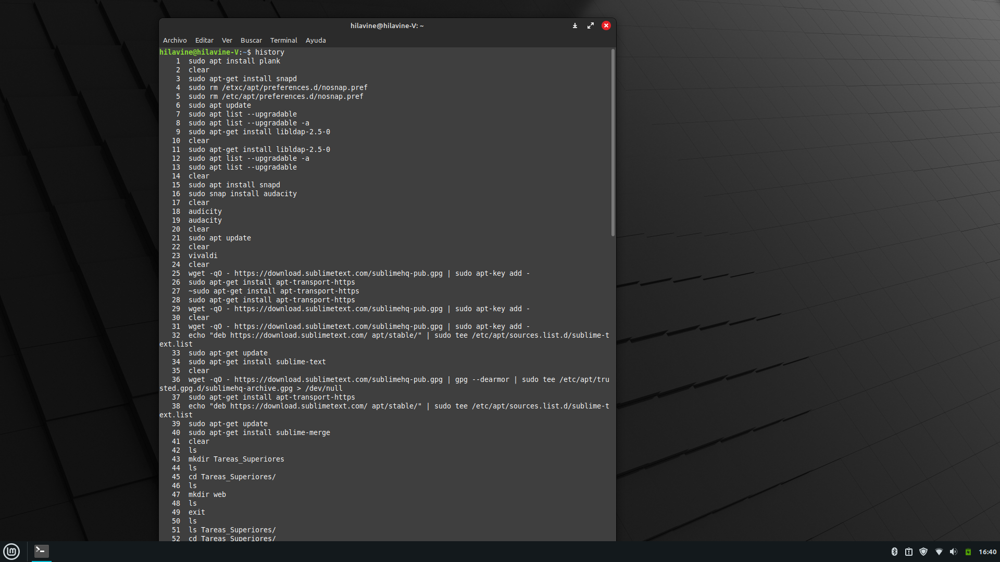 hilavine@hilavine-V: ~
Archivo Editar Ver Buscar Terminal Ayuda
hilavine@hilavine-V:~$ history
1 sudo apt install plank
2 clear
3 sudo apt-get install snapd
4 sudo rm /etxc/apt/preferences.d/nosnap.pref
5 sudo rm /etc/apt/preferences.d/nosnap.pref
6 sudo apt update
7 sudo apt list --upgradable
8 sudo apt list --upgradable -a
9 sudo apt-get install libldap-2.5-0
10 clear
11 sudo apt-get install libldap-2.5-0
12 sudo apt list --upgradable -a
13 sudo apt list --upgradable
14 clear
15 sudo apt install snapd
16 sudo snap install audacity
17 clear
18 audicity
19 audacity
20 clear
21 sudo apt update
22 clear
23 vivaldi
24 clear
25 wget -qO - https://download.sublimetext.com/sublimehq-pub.gpg | sudo apt-key add -
26 sudo apt-get install apt-transport-https
27 ~sudo apt-get install apt-transport-https
28 sudo apt-get install apt-transport-https
29 wget -qO - https://download.sublimetext.com/sublimehq-pub.gpg | sudo apt-key add -
30 clear
31 wget -qO - https://download.sublimetext.com/sublimehq-pub.gpg | sudo apt-key add -
32 echo "deb https://download.sublimetext.com/ apt/stable/" | sudo tee /etc/apt/sources.list.d/sublime-t
ext.list
33 sudo apt-get update
34 sudo apt-get install sublime-text
35 clear
36 wget -qO - https://download.sublimetext.com/sublimehq-pub.gpg | gpg --dearmor | sudo tee /etc/apt/tru
sted.gpg.d/sublimehq-archive.gpg > /dev/null
37 sudo apt-get install apt-transport-https
38 echo "deb https://download.sublimetext.com/ apt/stable/" | sudo tee /etc/apt/sources.list.d/sublime-t
ext.list
39 sudo apt-get update
40 sudo apt-get install sublime-merge
41 clear
42 ls
43 mkdir Tareas_Superiores
44 ls
45 cd Tareas_Superiores/
46 ls
47 mkdir web
48 ls
49 exit
50 ls
51 ls Tareas_Superiores/
52 cd Tareas_Superiores/
16:40